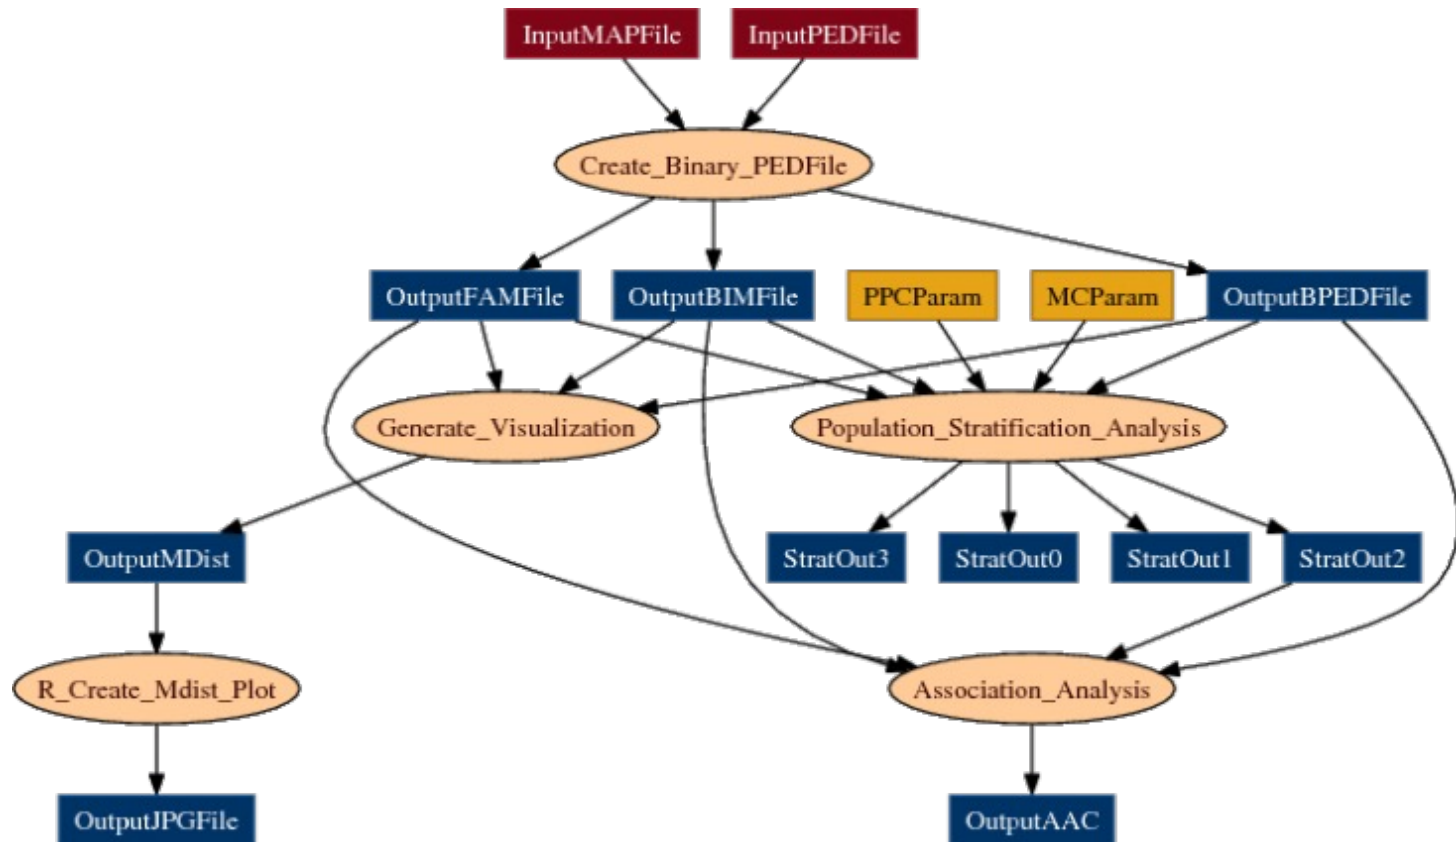 InputMAPFile
InputPEDFile
Create_Binary_PEDFile
OutputFAMFile
OutputBIMFile
PPCParam
MCParam
OutputBPEDFile
Generate_Visualization
Population_Stratification_Analysis
OutputMDist
StratOut3
StratOut0
StratOut1
StratOut2
R_Create_Mdist_Plot
Association_Analysis
OutputJPGFile
OutputAAC